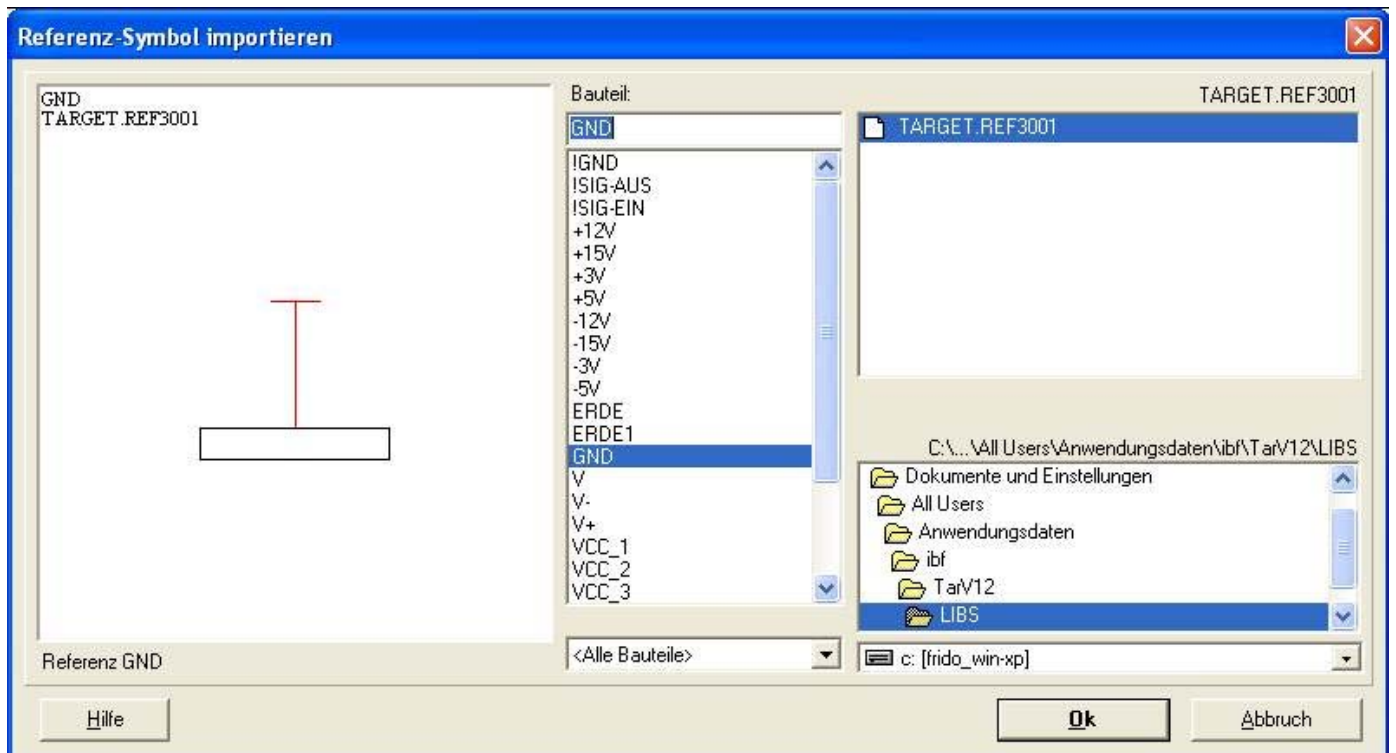 Referenz-Symbol importieren
GND
TARGET.REF3001
Referenz GND
Bauteil:
GND
!GND
!SIG-AUS
!SIG-EIN
+12V
+15V
+3V
+5V
-12V
-15V
-3V
-5V
ERDE
ERDE1
GND
V
V-
V+
VCC_1
VCC_2
VCC_3
<Alle Bauteile>
TARGET.REF3001
TARGET.REF3001
C:\...\All Users\Anwendungsdaten\ibf\TarV12\LIBS
Dokumente und Einstellungen
All Users
Anwendungsdaten
ibf
TarV12
LIBS
c: [frido_win-xp]
Hilfe
Ok
Abbruch